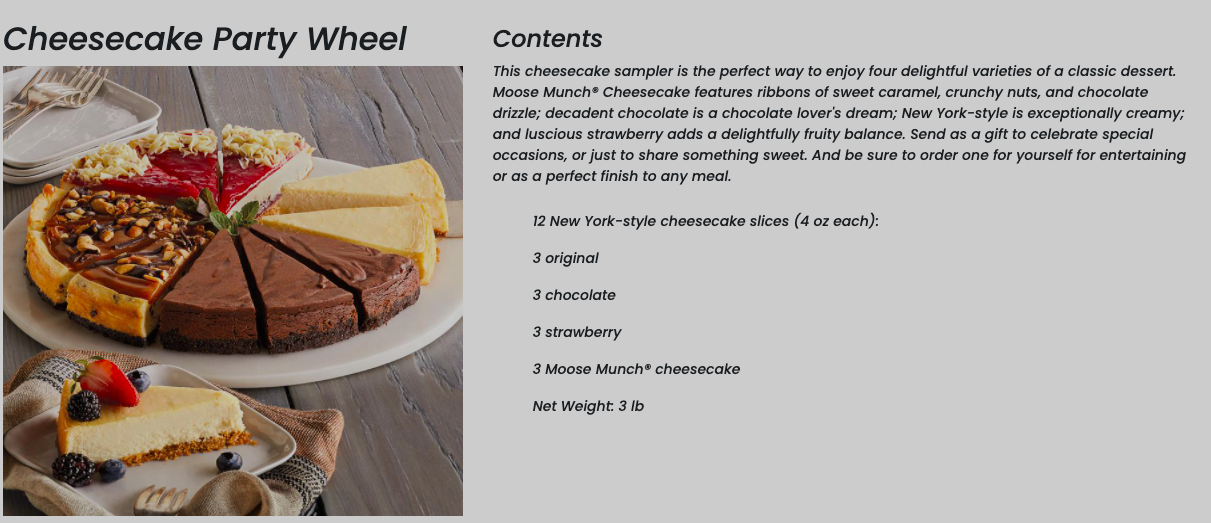 Cheesecake Party Wheel
Contents
This cheesecake sampler is the perfect way to enjoy four delightful varieties of a classic dessert.
Moose Munch® Cheesecake features ribbons of sweet caramel, crunchy nuts, and chocolate
drizzle; decadent chocolate is a chocolate lover's dream; New York-style is exceptionally creamy;
and luscious strawberry adds a delightfully fruity balance. Send as a gift to celebrate special
occasions, or just to share something sweet. And be sure to order one for yourself for entertaining
or as a perfect finish to any meal.
12 New York-style cheesecake slices (4 oz each):
3 original
3 chocolate
3 strawberry
3 Moose Munch® cheesecake
Net Weight: 3 lb